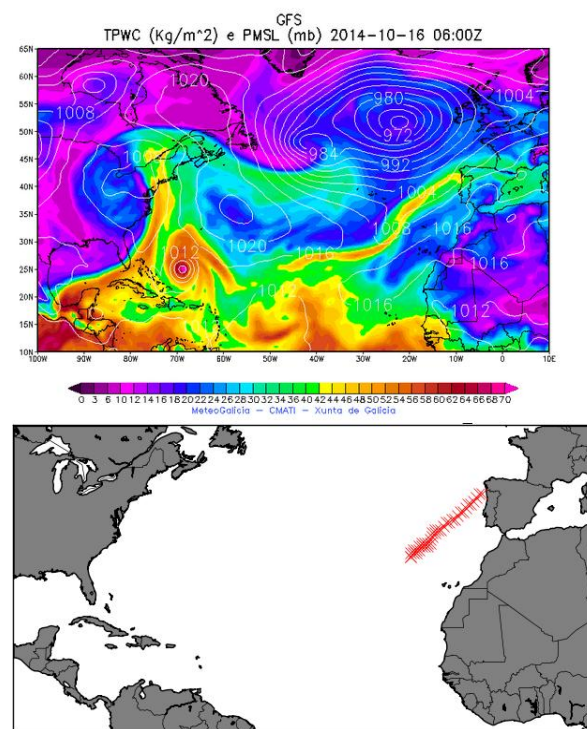 GFS
TPWC (Kg/m^2) e PMSL (mb) 2014-10-16 06:00Z
65N
60N
55N
50N
45N
40N
35N
30N
25N
20N
15N
10N
1020
1008
1004
980
972
984
992
1004
1008
1012
1020
1016
1016
1016
1016
1012
100W 90W 80W 70W 60W 50W 40W 30W 20W 10W 0 10E
0 3 6 10 13 16 18 20 22 24 26 28 30 32 34 36 38 40 42 44 46 48 50 52 54 56 58 60 62 64 66 68 70
MeteoGalicia – CMATI – Xunta de Galicia